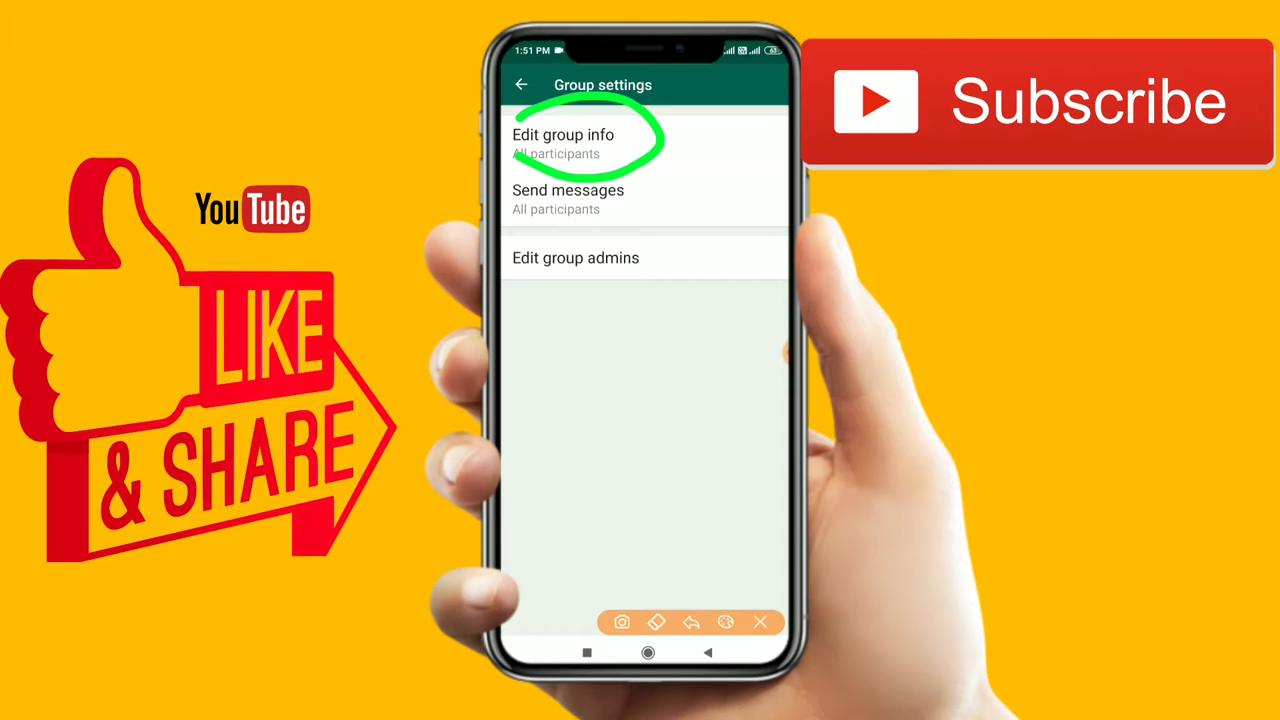 1:51 PM
63
Group settings
Edit group info
All participants
Send messages
All participants
Edit group admins
Subscribe
YouTube
LIKE
& SHARE